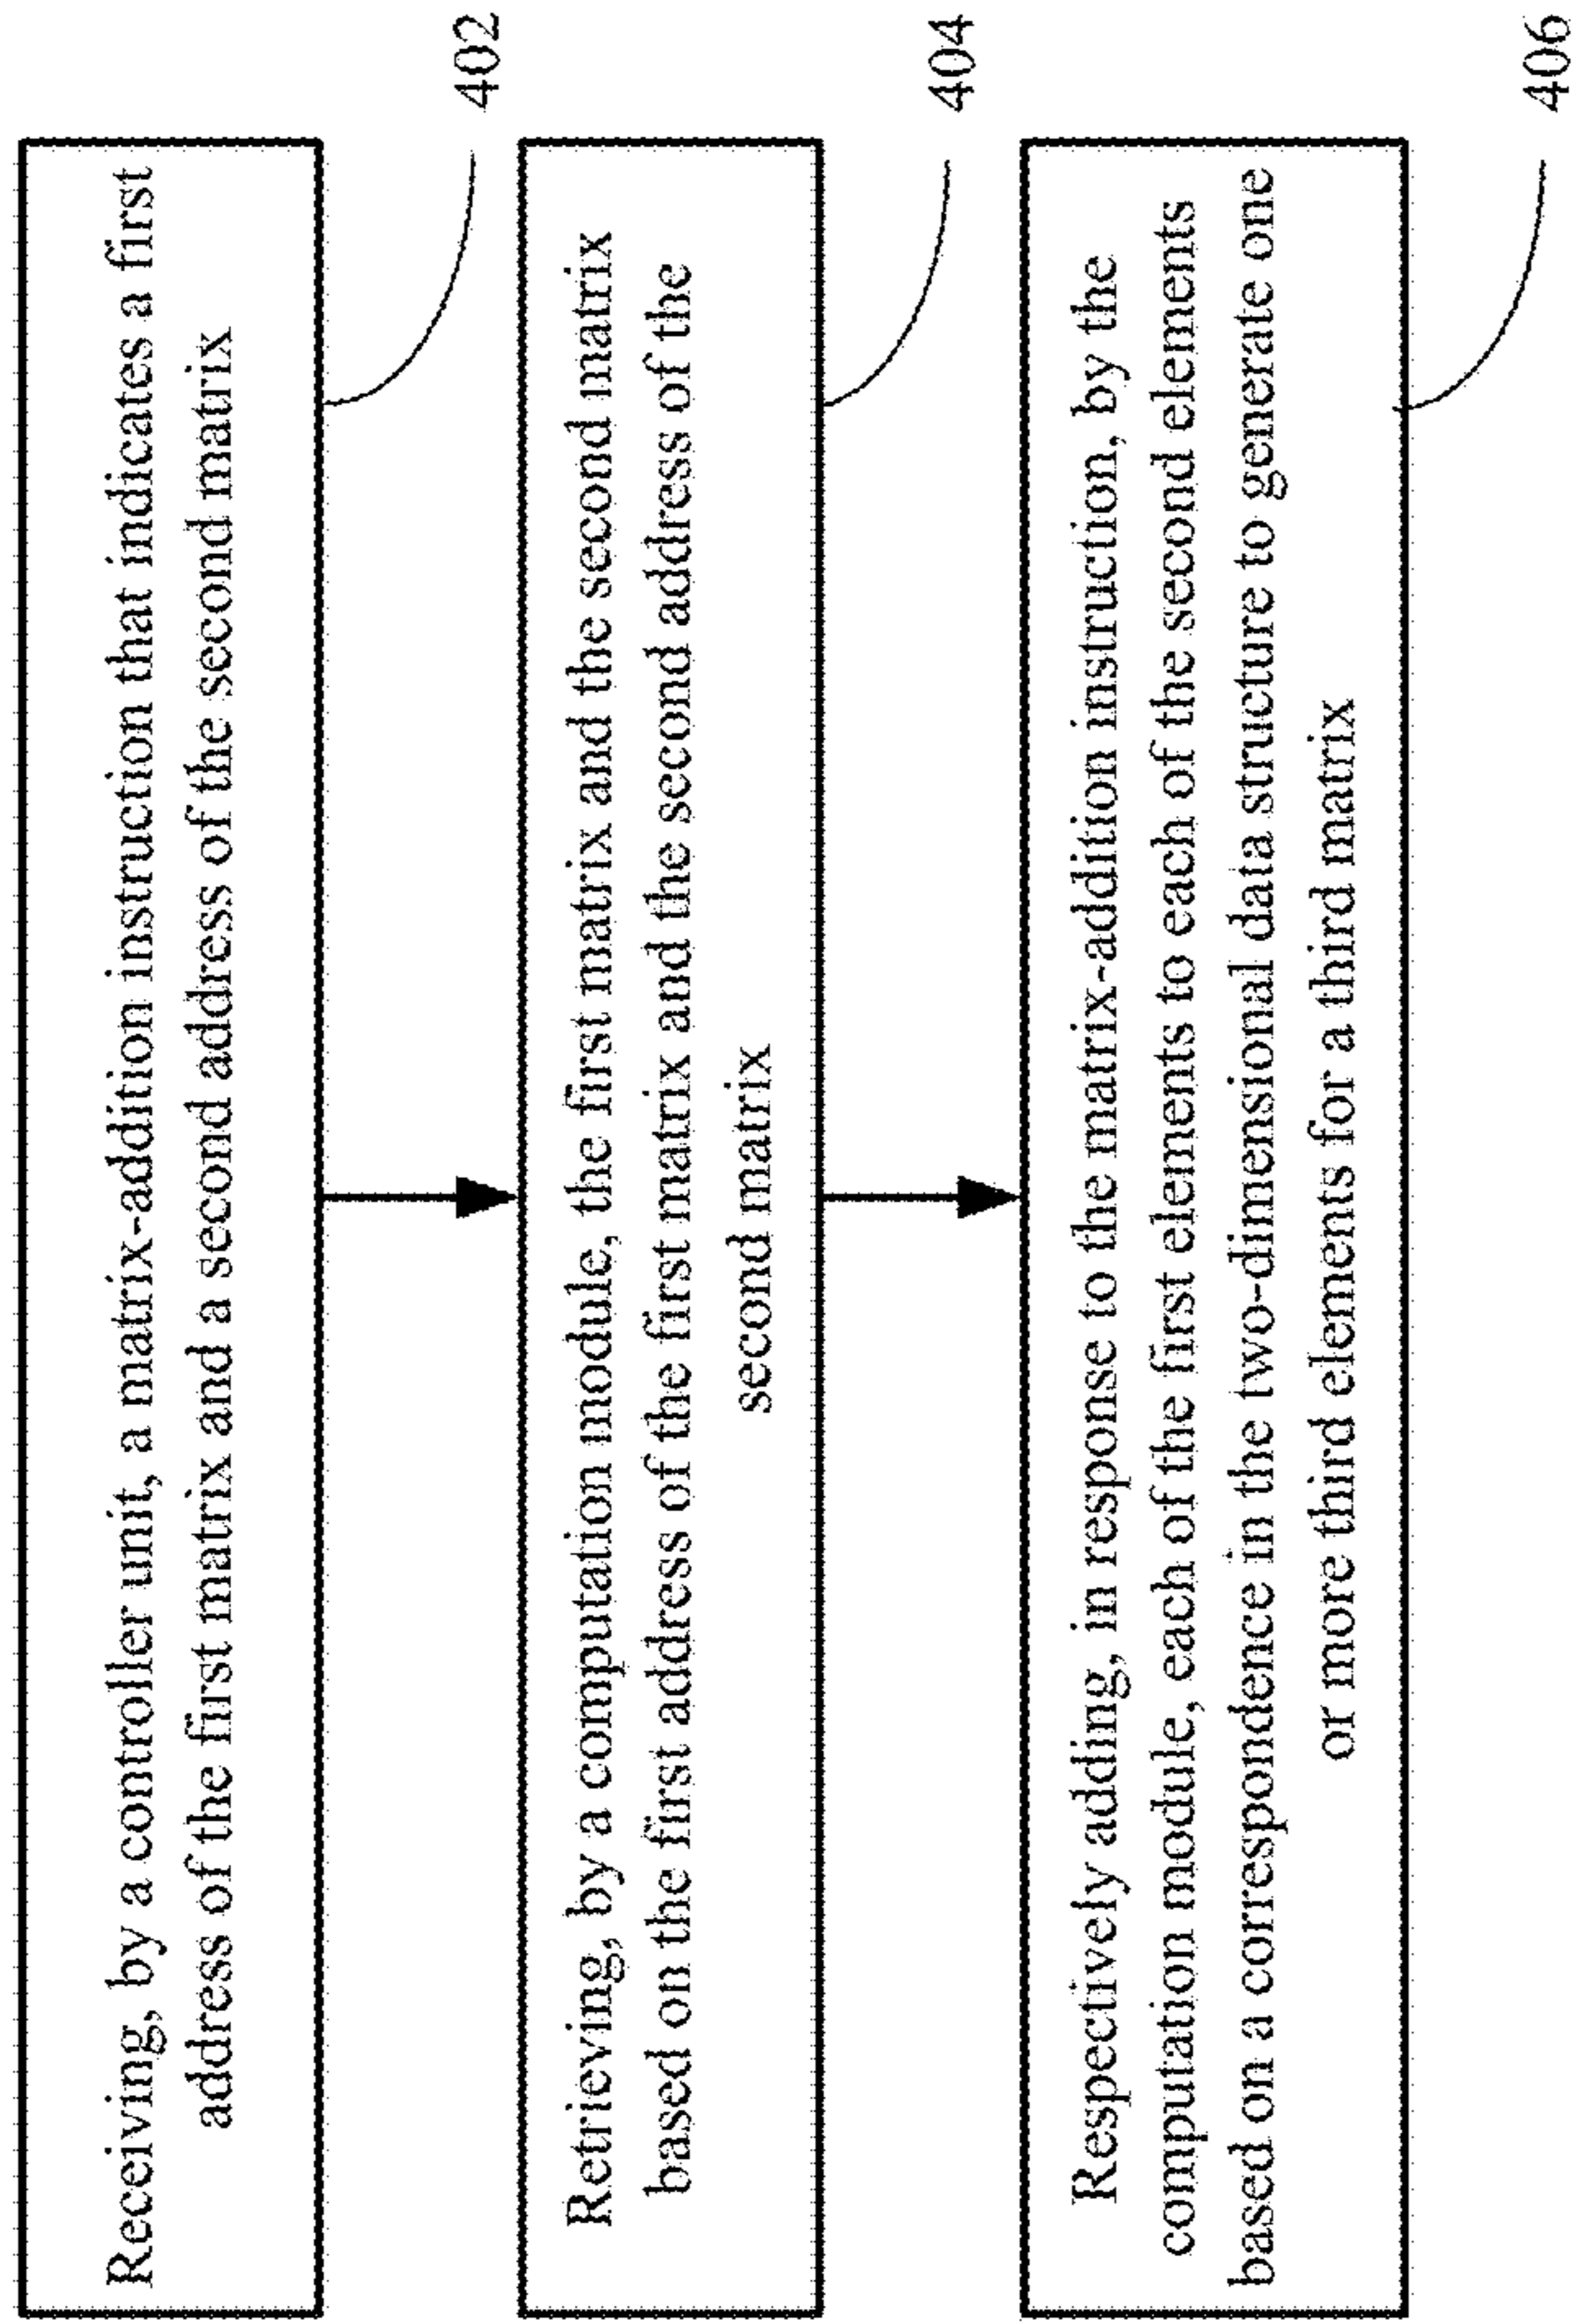 Receiving, by a controller unit, a matrix-addition instruction that indicates a first
address of the first matrix and a second address of the second matrix
402
Retrieving, by a computation module, the first matrix and the second matrix
based on the first address of the first matrix and the second address of the
second matrix
404
Respectively adding, in response to the matrix-addition instruction, by the
computation module, each of the first elements to each of the second elements
based on a correspondence in the two-dimensional data structure to generate one
or more third elements for a third matrix
406